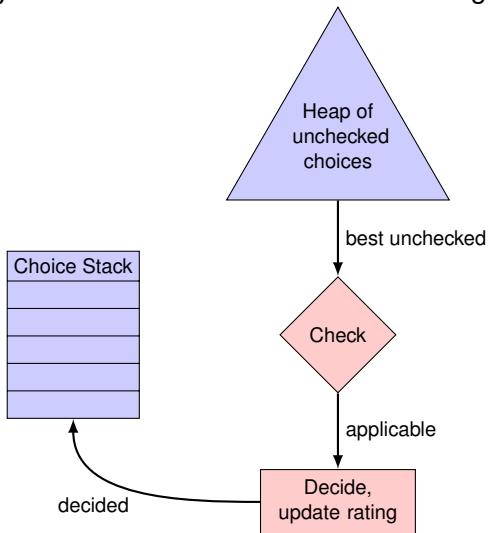 Heap of
unchecked
choices
best unchecked
Choice Stack
Check
applicable
decided
Decide,
update rating